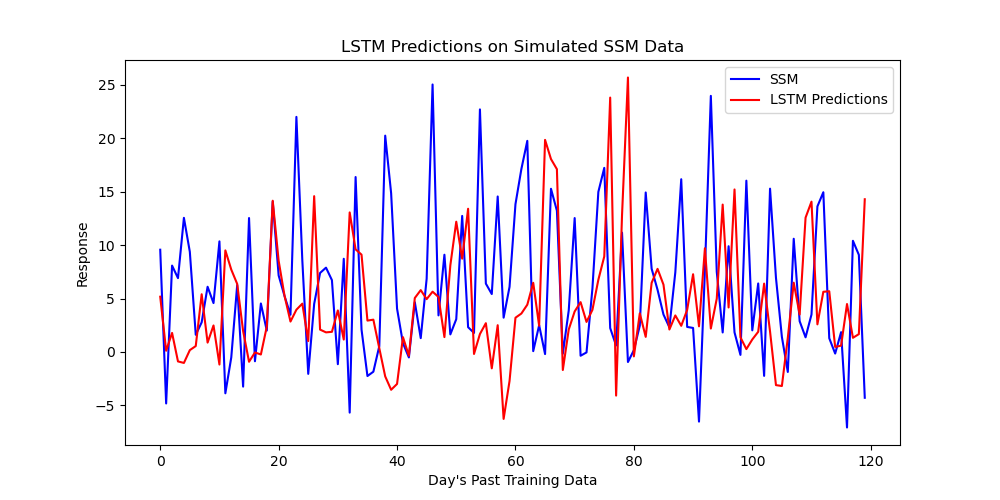 LSTM Predictions on Simulated SSM Data
SSM
LSTM Predictions
Response
25
20
15
10
5
0
−5
0 20 40 60 80 100 120
Day's Past Training Data